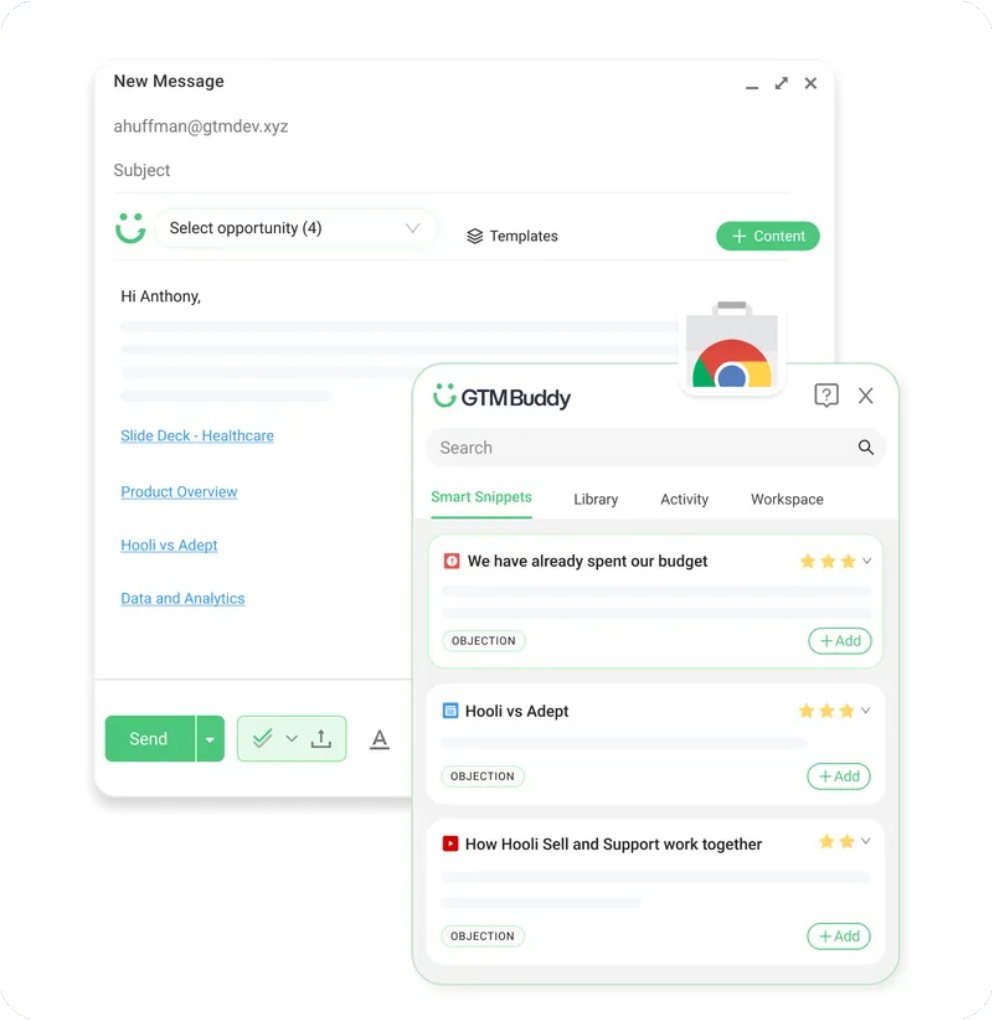 New Message
ahuffman@gtmdev.xyz
Subject
Select opportunity (4)
Templates
+ Content
Hi Anthony,
Slide Deck - Healthcare
Product Overview
Hooli vs Adept
Data and Analytics
Send
A
GTM Buddy
?
Search
Smart Snippets Library Activity Workspace
We have already spent our budget
OBJECTION
+ Add
Hooli vs Adept
OBJECTION
+ Add
How Hooli Sell and Support work together
OBJECTION
+ Add